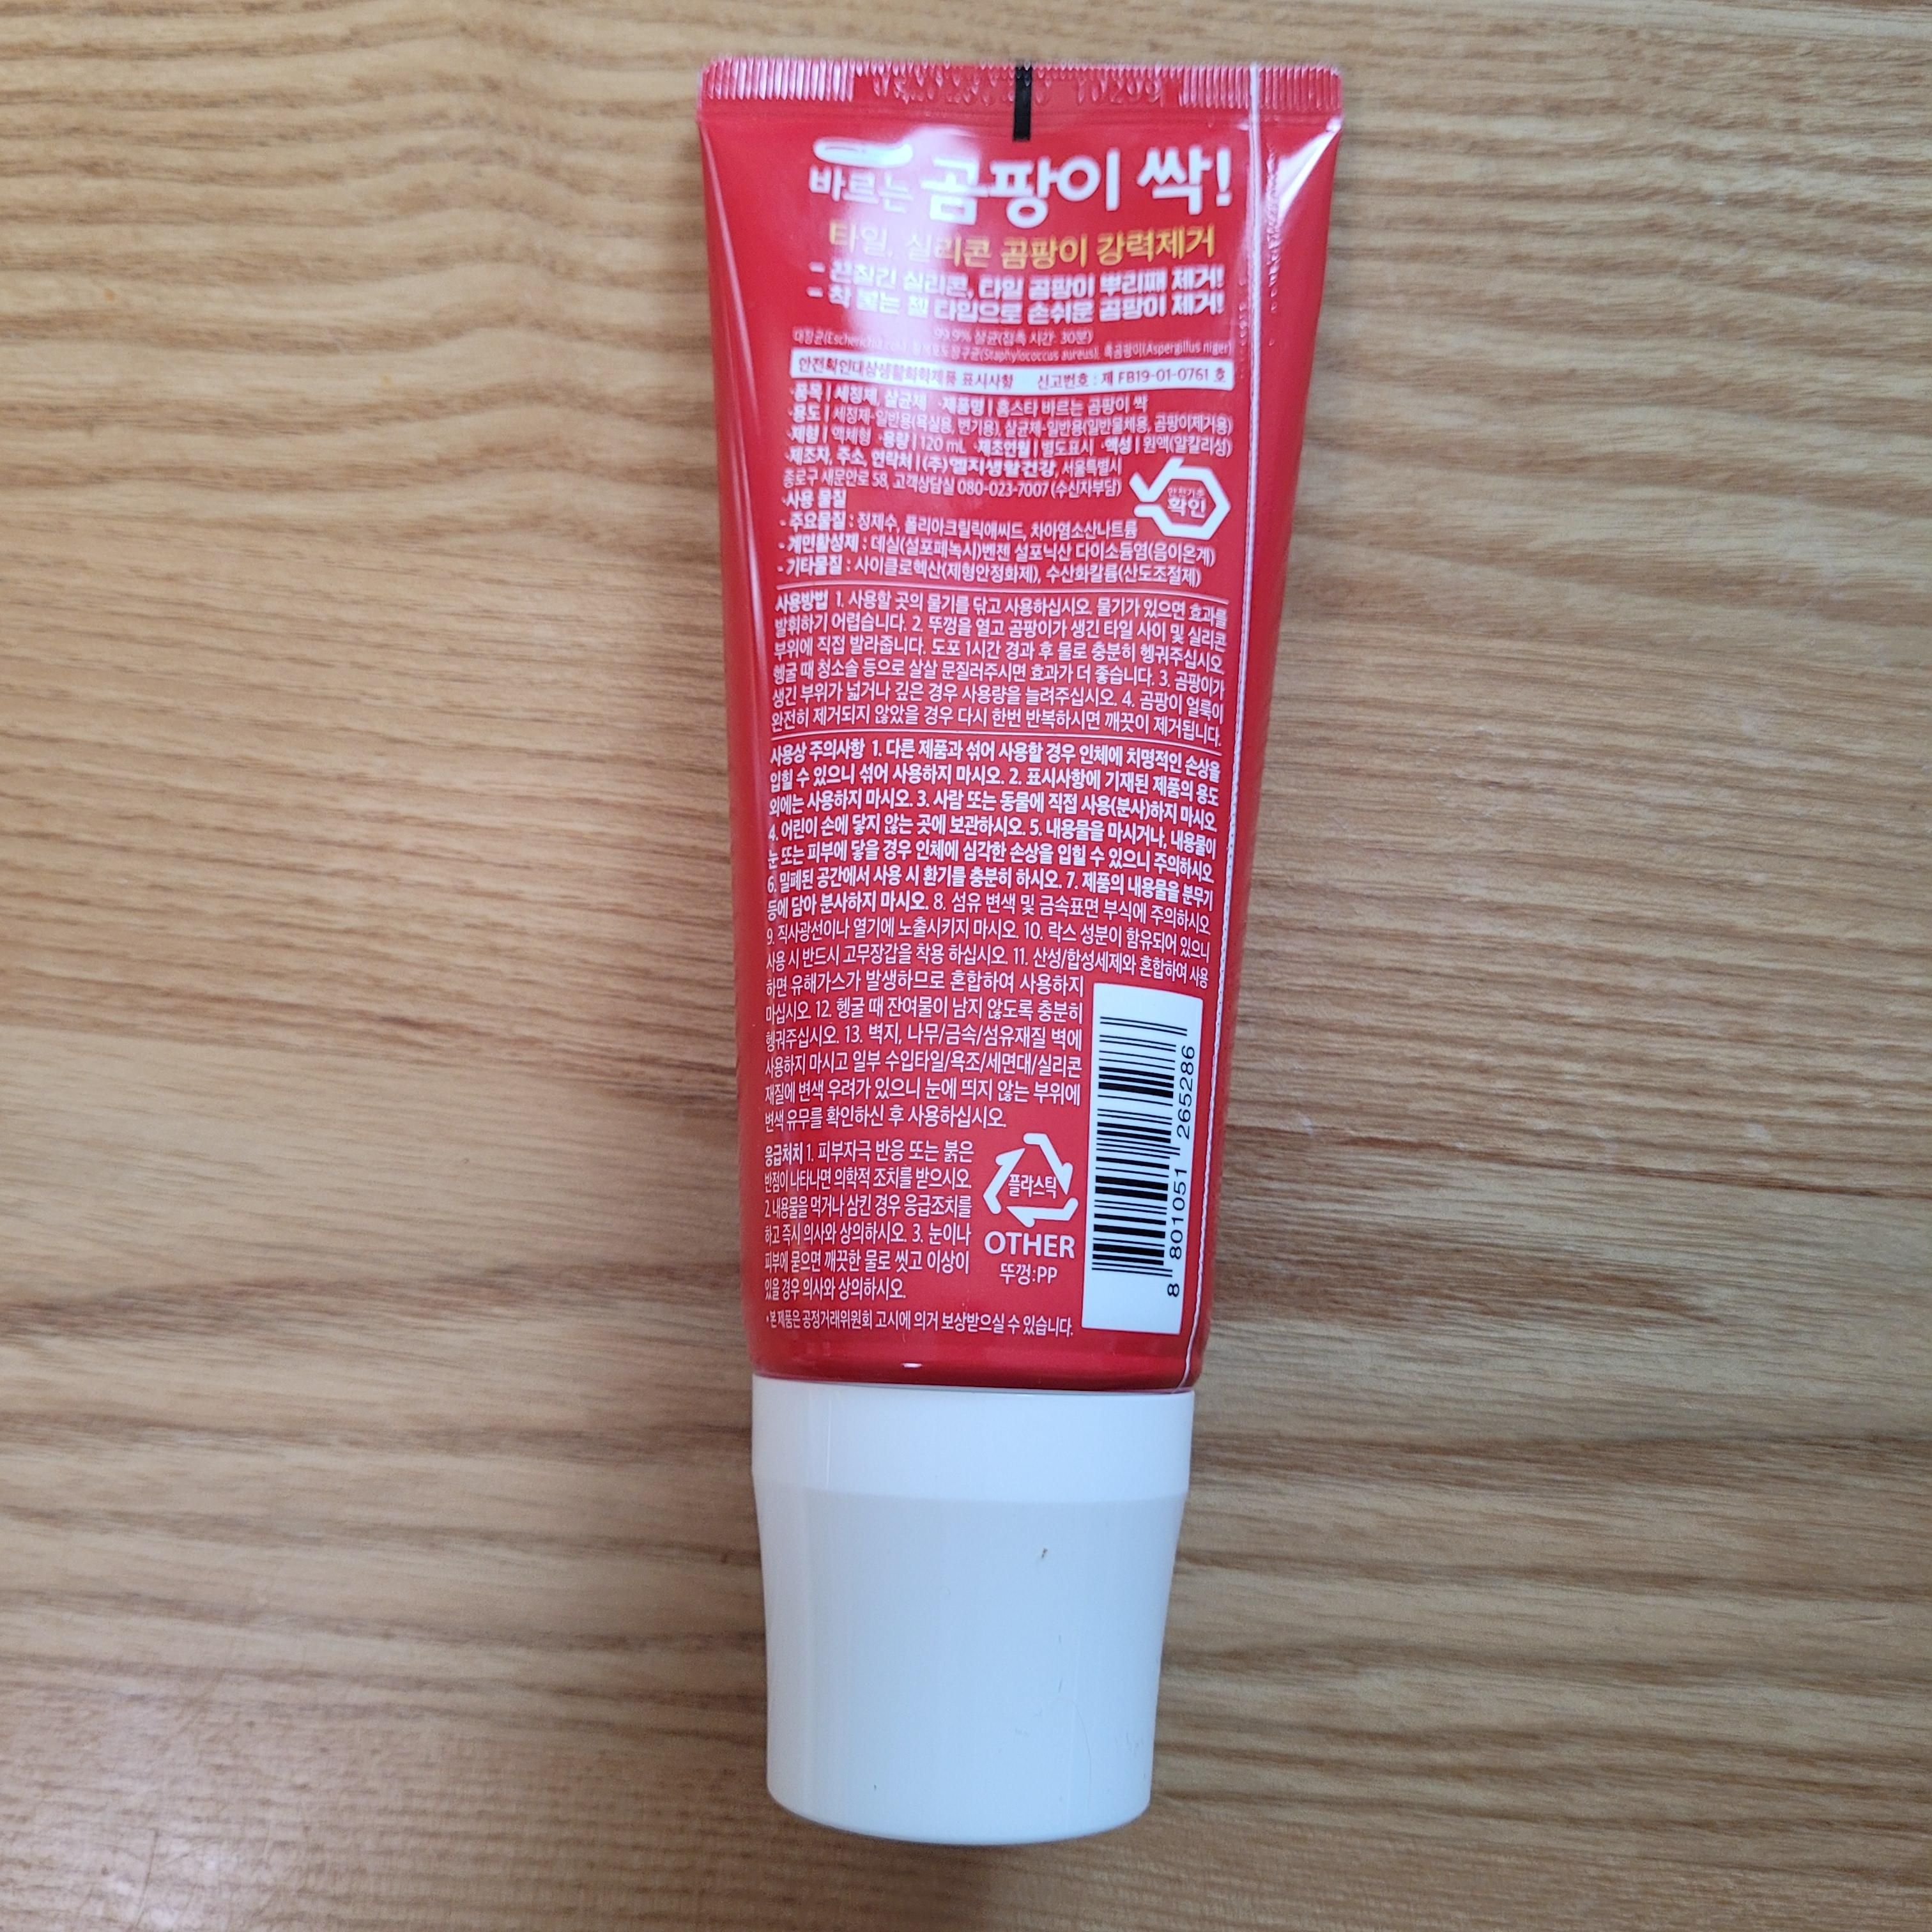 바르는 곰팡이 싹!
타일, 실리콘 곰팡이 강력제거
- 끈질긴 실리콘, 타일 곰팡이 뿌리째 제거!
- 착 붙는 젤 타입으로 손쉬운 곰팡이 제거!
99.9% 살균(접촉 시간: 30분)
대장균(Escherichia coli), 황색포도상구균(Staphylococcus aureus), 흑곰팡이(Aspergillus niger)
안전확인대상생활화학제품 표시사항 신고번호 : 제 FB19-01-0761 호
·품목 | 세정제, 살균제 ·제품명 | 홈스타 바르는 곰팡이 싹
·용도 | 세정제-일반용(욕실용, 변기용), 살균제-일반용(일반물체용, 곰팡이제거용)
·제형 | 액체형 ·용량 | 120 mL ·제조연월 | 별도표시 ·액성 | 원액(알칼리성)
·제조자, 주소, 연락처 | (주)엘지생활건강, 서울특별시
종로구 새문안로 58, 고객상담실 080-023-7007 (수신자부담)
안전기준
확인
·사용 물질
- 주요물질 : 정제수, 폴리아크릴릭애씨드, 차아염소산나트륨
- 계면활성제 : 데실(설포페녹시)벤젠 설포닉산 다이소듐염(음이온계)
- 기타물질 : 사이클로헥산(제형안정화제), 수산화칼륨(산도조절제)
사용방법 1. 사용할 곳의 물기를 닦고 사용하십시오. 물기가 있으면 효과를
발휘하기 어렵습니다. 2. 뚜껑을 열고 곰팡이가 생긴 타일 사이 및 실리콘
부위에 직접 발라줍니다. 도포 1시간 경과 후 물로 충분히 헹궈주십시오.
헹굴 때 청소솔 등으로 살살 문질러주시면 효과가 더 좋습니다. 3. 곰팡이가
생긴 부위가 넓거나 깊은 경우 사용량을 늘려주십시오. 4. 곰팡이 얼룩이
완전히 제거되지 않았을 경우 다시 한번 반복하시면 깨끗이 제거됩니다.
사용상 주의사항 1. 다른 제품과 섞어 사용할 경우 인체에 치명적인 손상을
입힐 수 있으니 섞어 사용하지 마시오. 2. 표시사항에 기재된 제품의 용도
외에는 사용하지 마시오. 3. 사람 또는 동물에 직접 사용(분사)하지 마시오
4. 어린이 손에 닿지 않는 곳에 보관하시오. 5. 내용물을 마시거나, 내용물이
눈 또는 피부에 닿을 경우 인체에 심각한 손상을 입힐 수 있으니 주의하시오
6. 밀폐된 공간에서 사용 시 환기를 충분히 하시오. 7. 제품의 내용물을 분무기
등에 담아 분사하지 마시오. 8. 섬유 변색 및 금속표면 부식에 주의하시오
9. 직사광선이나 열기에 노출시키지 마시오. 10. 락스 성분이 함유되어 있으니
사용 시 반드시 고무장갑을 착용 하십시오. 11. 산성/합성세제와 혼합하여 사용
하면 유해가스가 발생하므로 혼합하여 사용하지
마십시오. 12. 헹굴 때 잔여물이 남지 않도록 충분히
헹궈주십시오. 13. 벽지, 나무/금속/섬유재질 벽에
사용하지 마시고 일부 수입타일/욕조/세면대/실리콘
재질에 변색 우려가 있으니 눈에 띄지 않는 부위에
변색 유무를 확인하신 후 사용하십시오.
응급처치 1. 피부자극 반응 또는 붉은
반점이 나타나면 의학적 조치를 받으시오.
2. 내용물을 먹거나 삼킨 경우 응급조치를
하고 즉시 의사와 상의하시오. 3. 눈이나
피부에 묻으면 깨끗한 물로 씻고 이상이
있을 경우 의사와 상의하시오.
플라스틱
OTHER
뚜껑:PP
8 801051 265286
• 본 제품은 공정거래위원회 고시에 의거 보상받으실 수 있습니다.